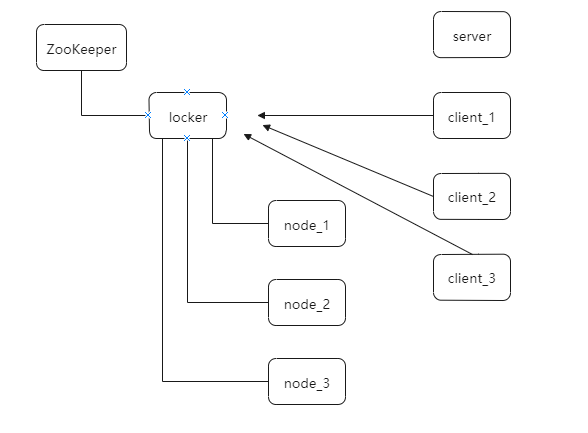 server
ZooKeeper
locker
client_1
client_2
node_1
client_3
node_2
node_3